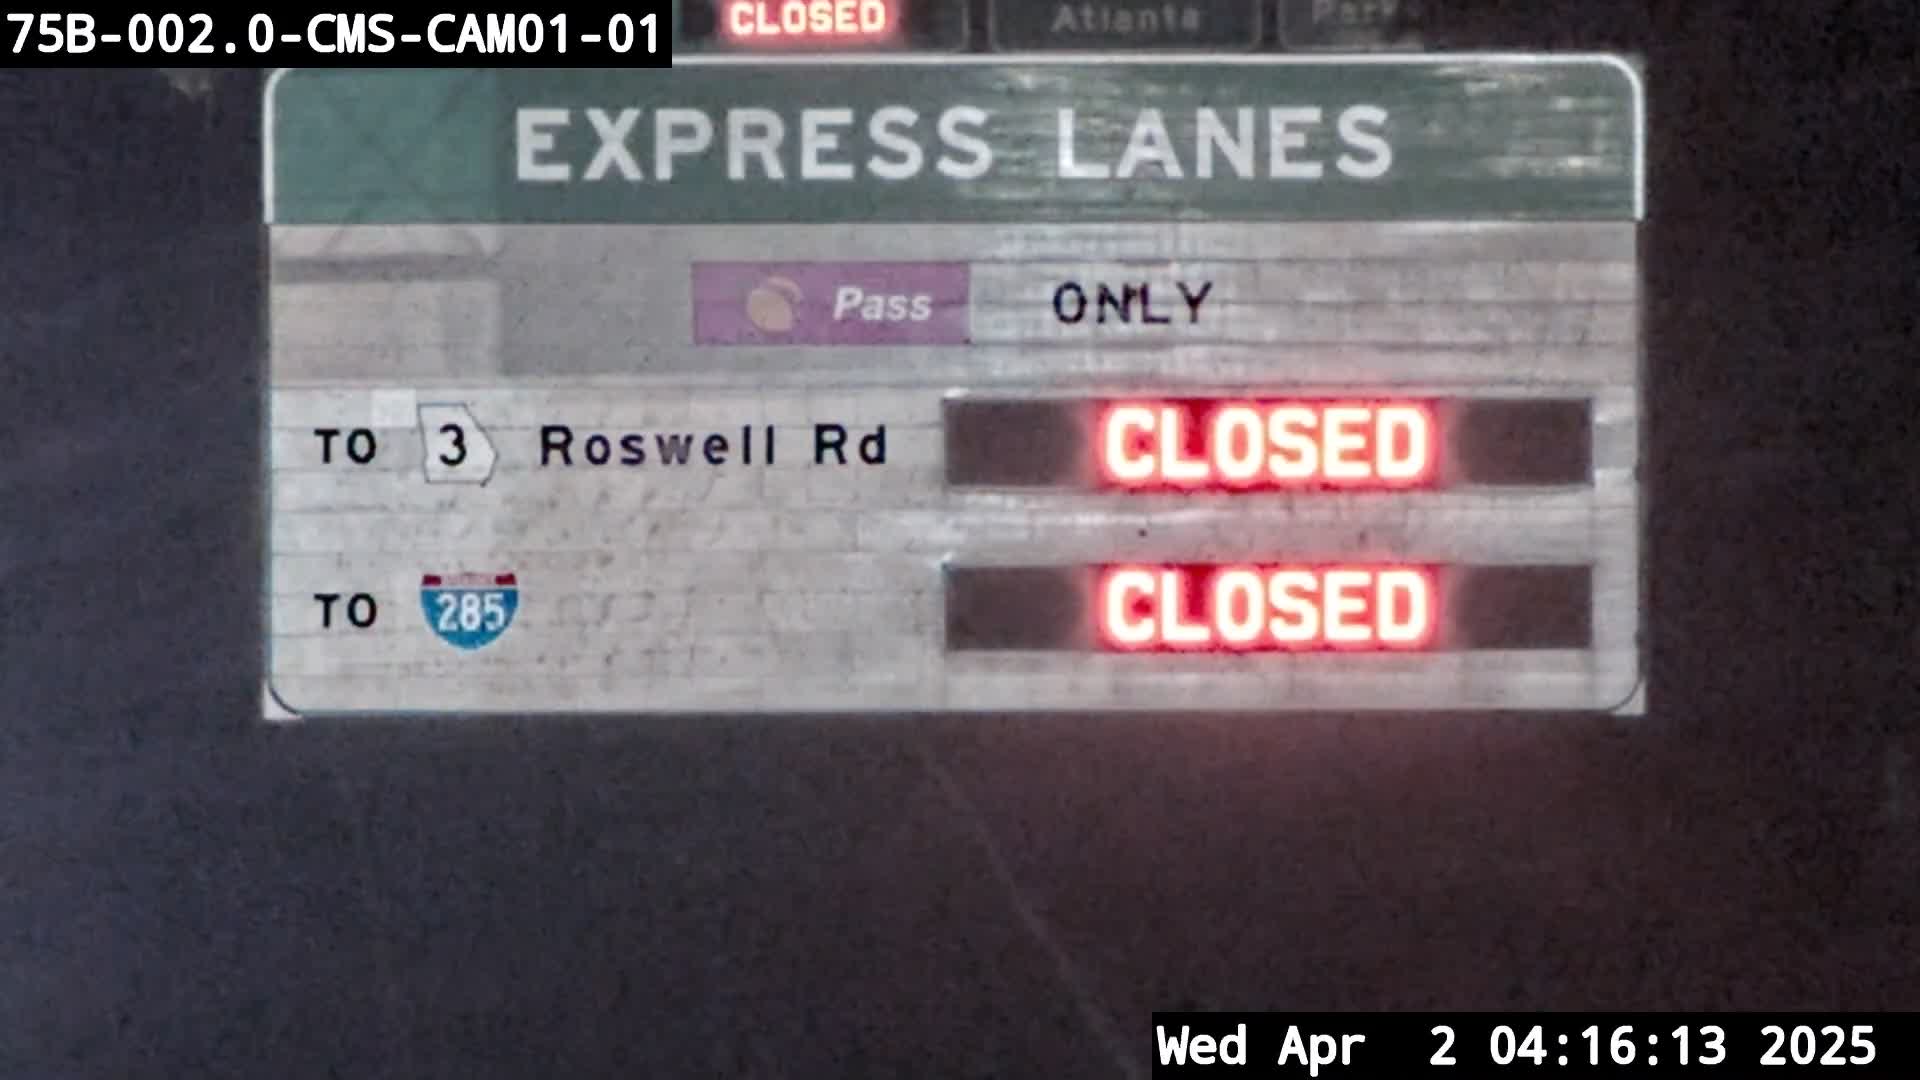 75B-002.0-CMS-CAM01-01
CLOSED
Atlanta
Park
EXPRESS LANES
Pass ONLY
TO 3 Roswell Rd CLOSED
TO 285 CLOSED
Wed Apr 2 04:16:13 2025